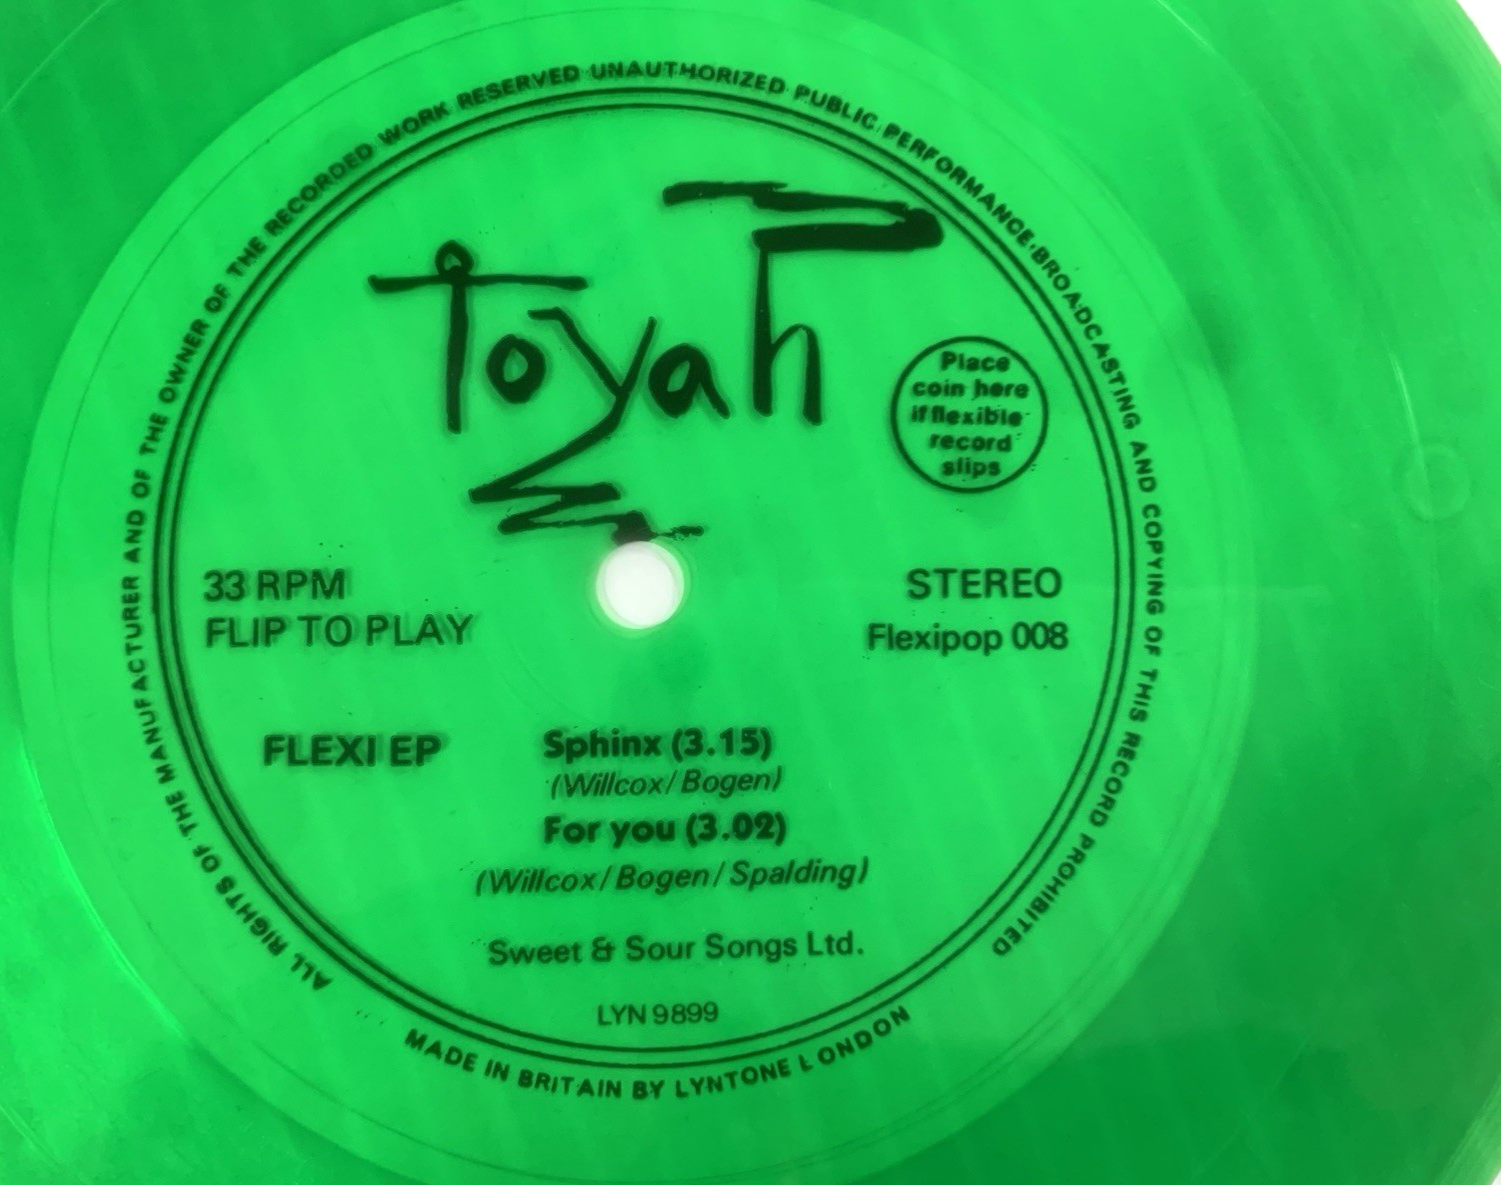 ALL RIGHTS OF THE MANUFACTURER AND OF THE OWNER OF THE RECORDED WORK RESERVED UNAUTHORIZED PUBLIC PERFORMANCE·BROADCASTING AND COPYING OF THIS RECORD PROHIBITED
Toyah
Place
coin here
if flexible
record
slips
33 RPM
FLIP TO PLAY
STEREO
Flexipop 008
FLEXI EP
Sphinx (3.15)
(Willcox/Bogen)
For you (3.02)
(Willcox/Bogen/Spalding)
Sweet & Sour Songs Ltd.
LYN 9899
MADE IN BRITAIN BY LYNTONE LONDON